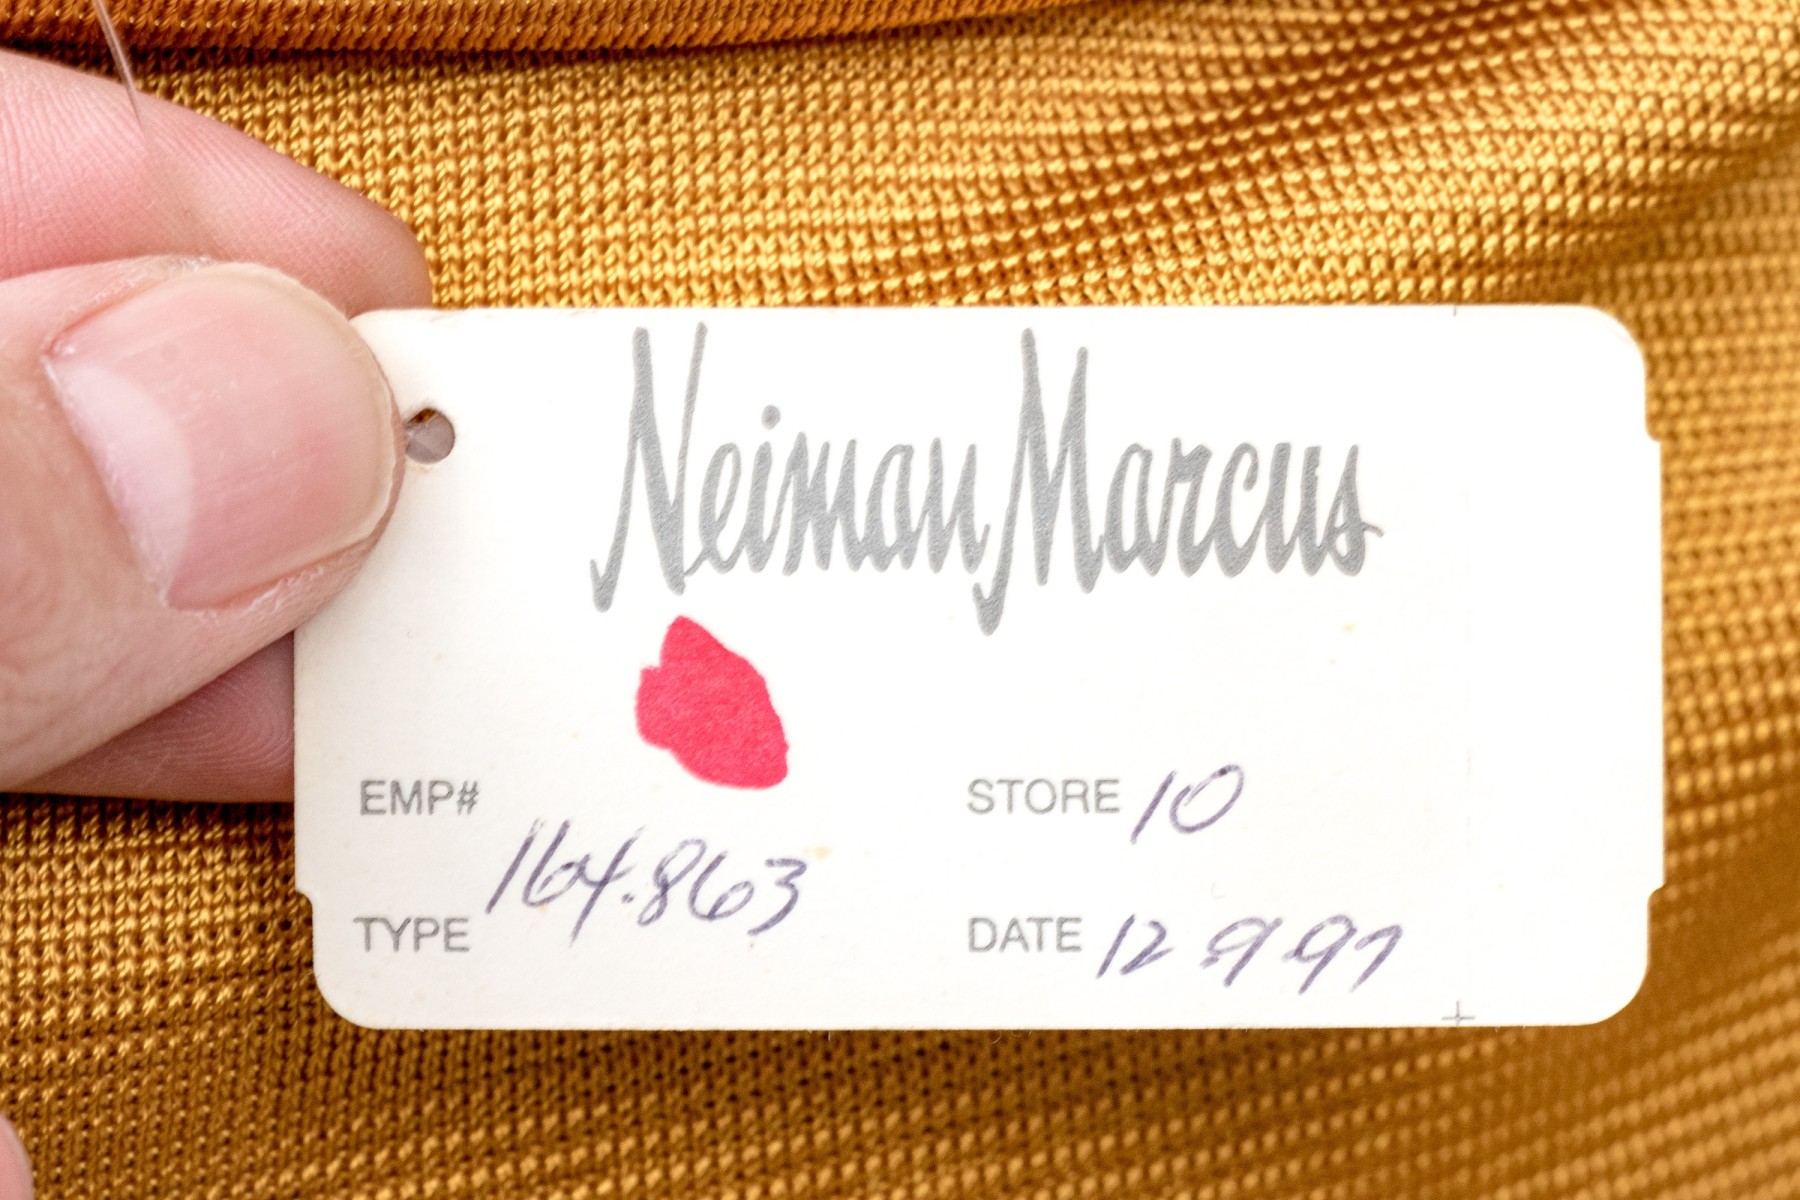 Neiman Marcus
EMP# 164.863
STORE 10
TYPE
DATE 12 9 97